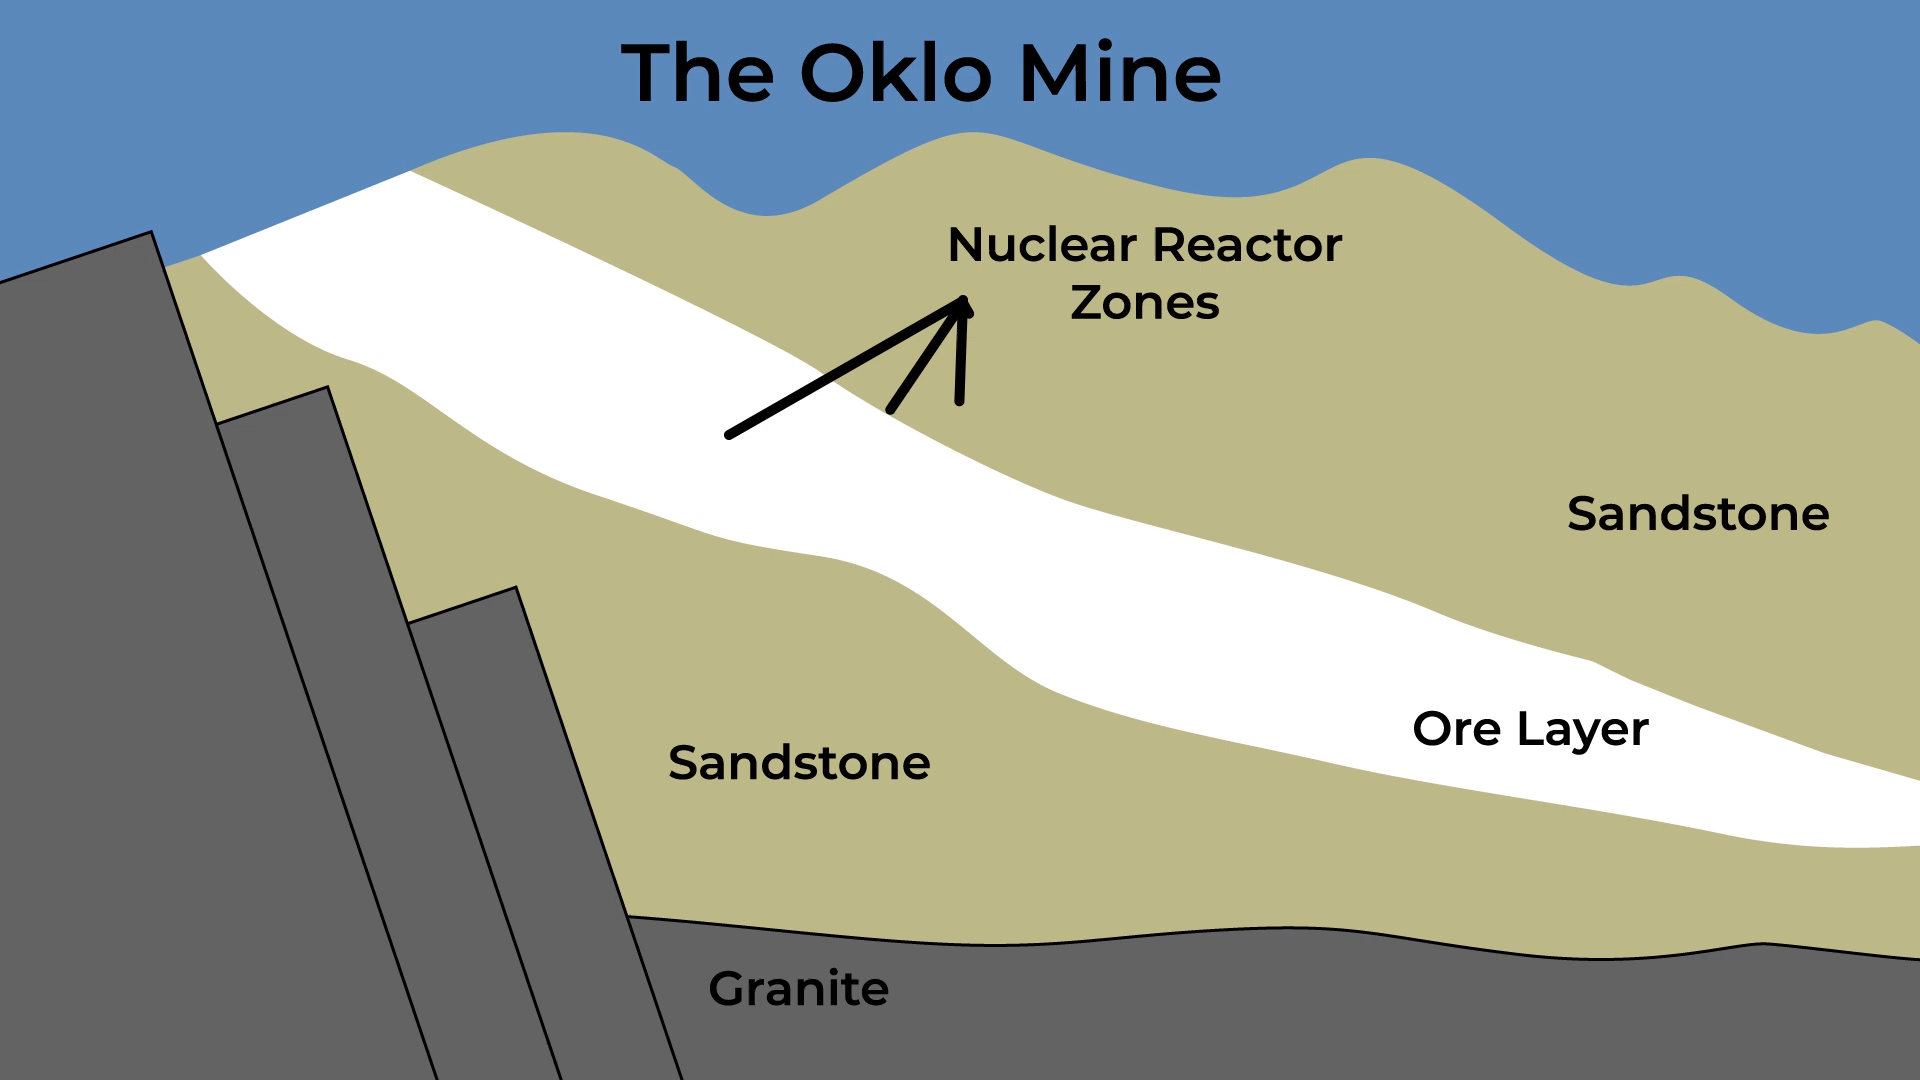 The Oklo Mine
Nuclear Reactor
Zones
Sandstone
Ore Layer
Sandstone
Granite